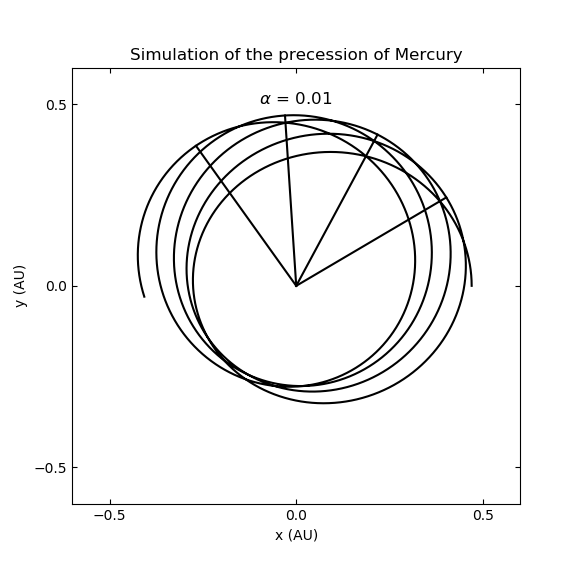 Simulation of the precession of Mercury
α = 0.01
y (AU)
0.5
0.0
−0.5
−0.5 0.0 0.5
x (AU)